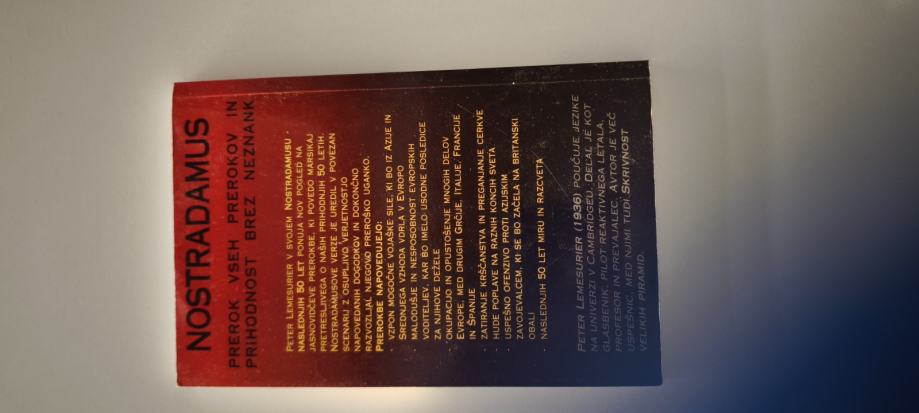 NOSTRADAMUS
PREROK VSEH PREROKOV IN
PRIHODNOST BREZ NEZNANK
PETER LEMESURIER V SVOJEM NOSTRADAMUSU -
NASLEDNJIH 50 LET PONUJA NOV POGLED NA
JASNOVIDČEVE PREROKBE, KI POVEDO MARSIKAJ
PRETRESLJIVEGA O NAŠIH PRIHODNJIH 50 LETIH.
NOSTRADAMUSOVE VERZE JE UREDIL V POVEZAN
SCENARIJ Z OSUPLJIVO VERJETNOSTJO
NAPOVEDANIH DOGODKOV IN DOKONČNO
RAZVOZLAL NJEGOVO PREROŠKO UGANKO.
PREROKBE NAPOVEDUJEJO:
- VZPON MOGOČNE VOJAŠKE SILE, KI BO IZ AZIJE IN
SREDNJEGA VZHODA VDRLA V EVROPO
- MALODUŠJE IN NESPOSOBNOST EVROPSKIH
VODITELJEV, KAR BO IMELO USODNE POSLEDICE
ZA NJIHOVE DEŽELE
- OKUPACIJO IN OPUSTOŠENJE MNOGIH DELOV
EVROPE, MED DRUGIM GRČIJE, ITALIJE, FRANCIJE
IN ŠPANIJE
- ZATIRANJE KRŠČANSTVA IN PREGANJANJE CERKVE
- HUDE POPLAVE NA RAZNIH KONCIH SVETA
- USPEŠNO OFENZIVO PROTI AZIJSKIM
ZAVOJEVALCEM, KI SE BO ZAČELA NA BRITANSKI
OBALI
- NASLEDNJIH 50 LET MIRU IN RAZCVETA
PETER LEMESURIER (1936) POUČUJE JEZIKE
NA UNIVERZI V CAMBRIDGEU. DELAL JE KOT
GLASBENIK, PILOT REAKTIVNEGA LETALA,
PROFESOR IN PREVAJALEC. AVTOR JE VEČ
USPEŠNIC, MED NJIMI TUDI SKRIVNOST
VELIKIH PIRAMID.